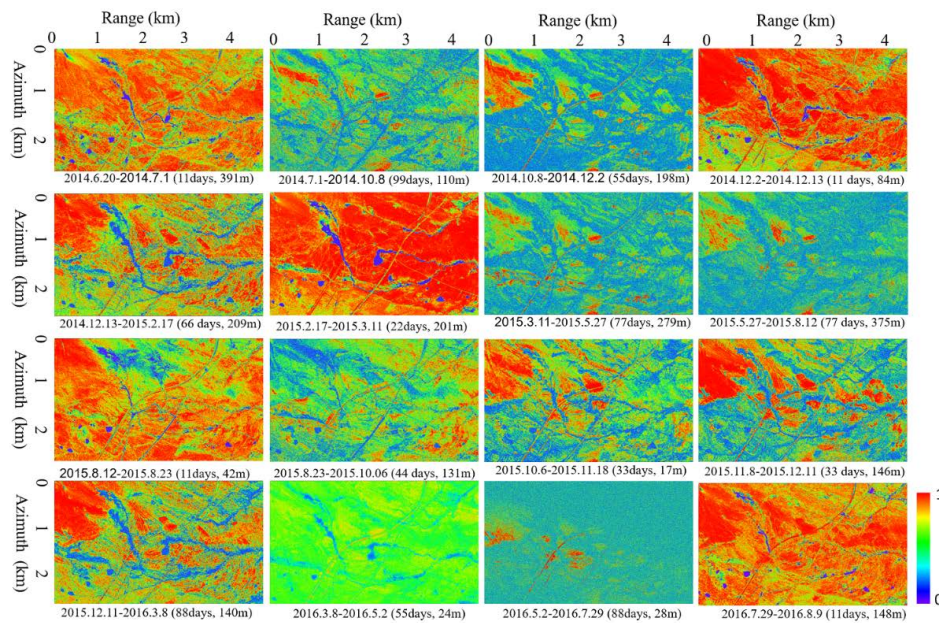 Range (km) Range (km) Range (km) Range (km)
0 1 2 3 4 0 1 2 3 4 0 1 2 3 4 0 1 2 3 4
Azimuth (km)
0
1
2
2014.6.20-2014.7.1 (11days, 391m) 2014.7.1-2014.10.8 (99days, 110m) 2014.10.8-2014.12.2 (55days, 198m) 2014.12.2-2014.12.13 (11 days, 84m)
Azimuth (km)
0
1
2
2014.12.13-2015.2.17 (66 days, 209m) 2015.2.17-2015.3.11 (22days, 201m) 2015.3.11-2015.5.27 (77days, 279m) 2015.5.27-2015.8.12 (77 days, 375m)
Azimuth (km)
0
1
2
2015.8.12-2015.8.23 (11days, 42m) 2015.8.23-2015.10.06 (44 days, 131m) 2015.10.6-2015.11.18 (33days, 17m) 2015.11.8-2015.12.11 (33 days, 146m)
Azimuth (km)
0
1
2
1
0
2015.12.11-2016.3.8 (88days, 140m) 2016.3.8-2016.5.2 (55days, 24m) 2016.5.2-2016.7.29 (88days, 28m) 2016.7.29-2016.8.9 (11days, 148m)